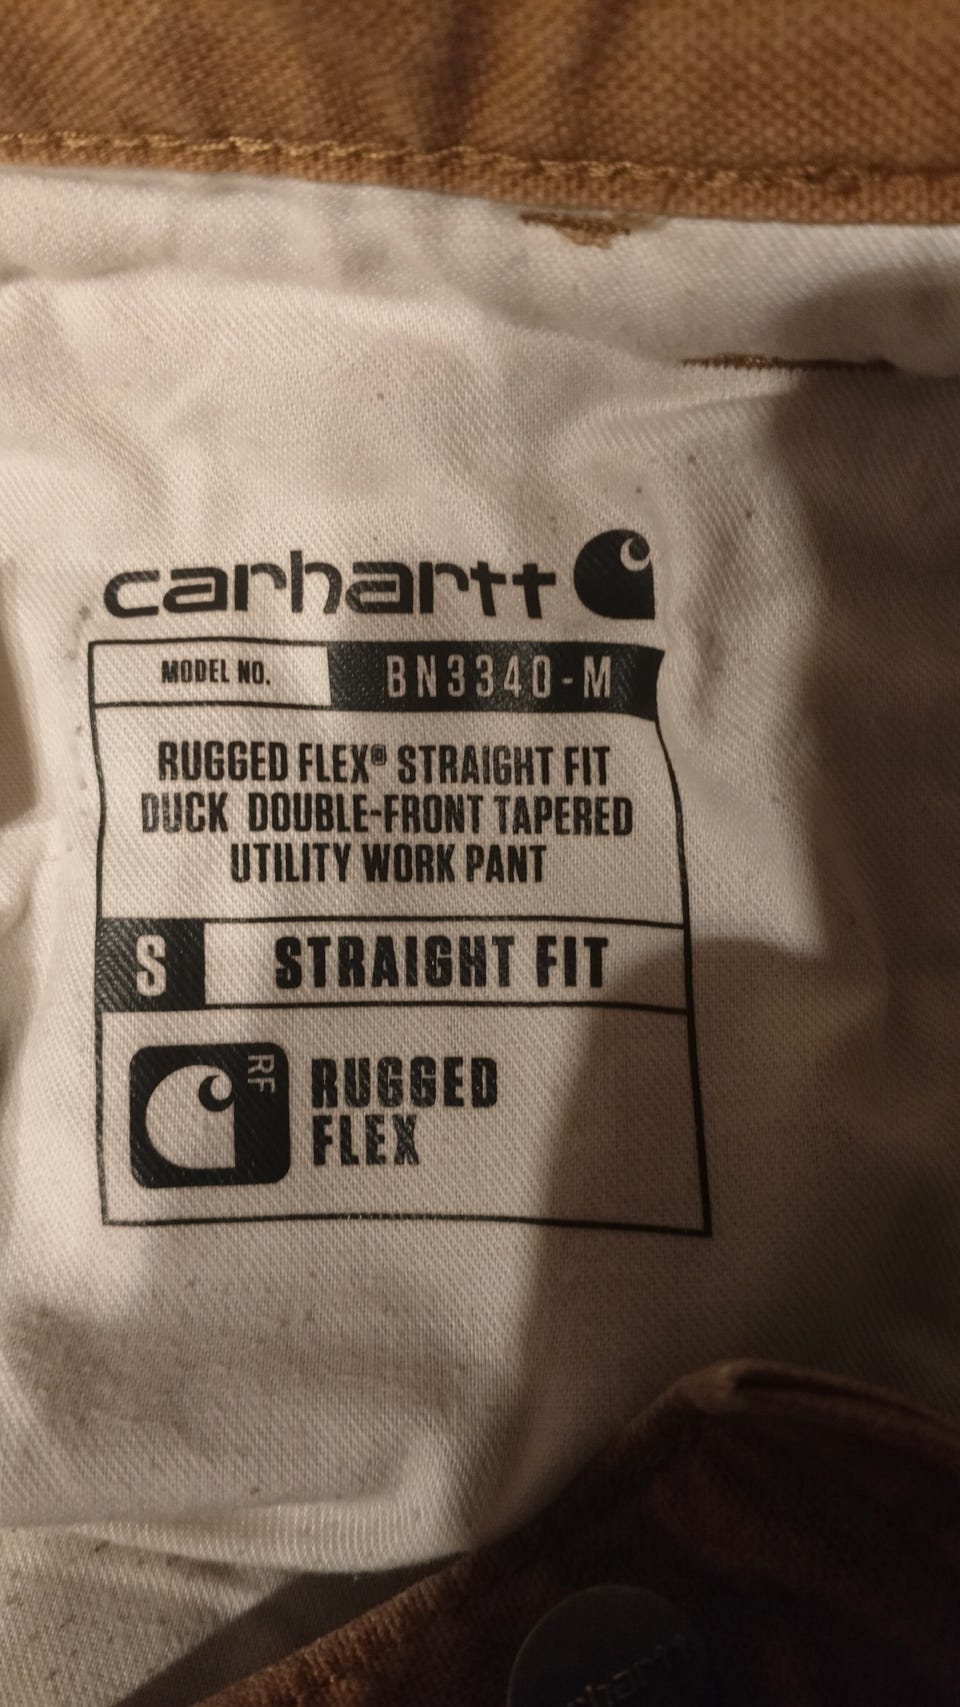 carhartt
MODEL NO. BN3340-M
RUGGED FLEX® STRAIGHT FIT
DUCK DOUBLE-FRONT TAPERED
UTILITY WORK PANT
S STRAIGHT FIT
RF
RUGGED
FLEX